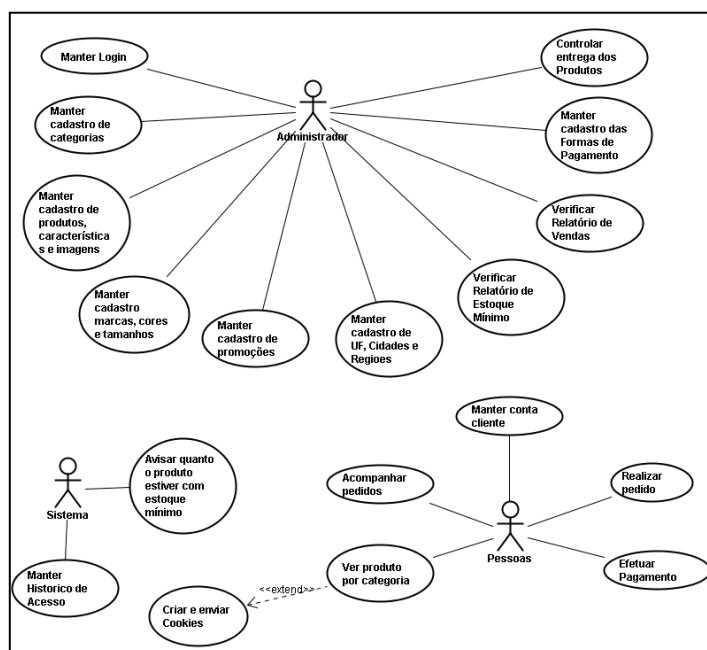 Manter Login
Controlar
entrega dos
Produtos
Manter
cadastro de
categorias
Administrador
Manter
cadastro das
Formas de
Pagamento
Manter
cadastro de
produtos,
característica
s e imagens
Verificar
Relatório de
Vendas
Manter
cadastro
marcas, cores
e tamanhos
Manter
cadastro de
promoções
Manter
cadastro de
UF, Cidades e
Regioes
Verificar
Relatório de
Estoque
Mínimo
Manter conta
cliente
Avisar quanto
o produto
estiver com
estoque
mínimo
Sistema
Acompanhar
pedidos
Realizar
pedido
Pessoas
Manter
Historico de
Acesso
Ver produto
por categoria
Efetuar
Pagamento
<<extend>>
Criar e enviar
Cookies